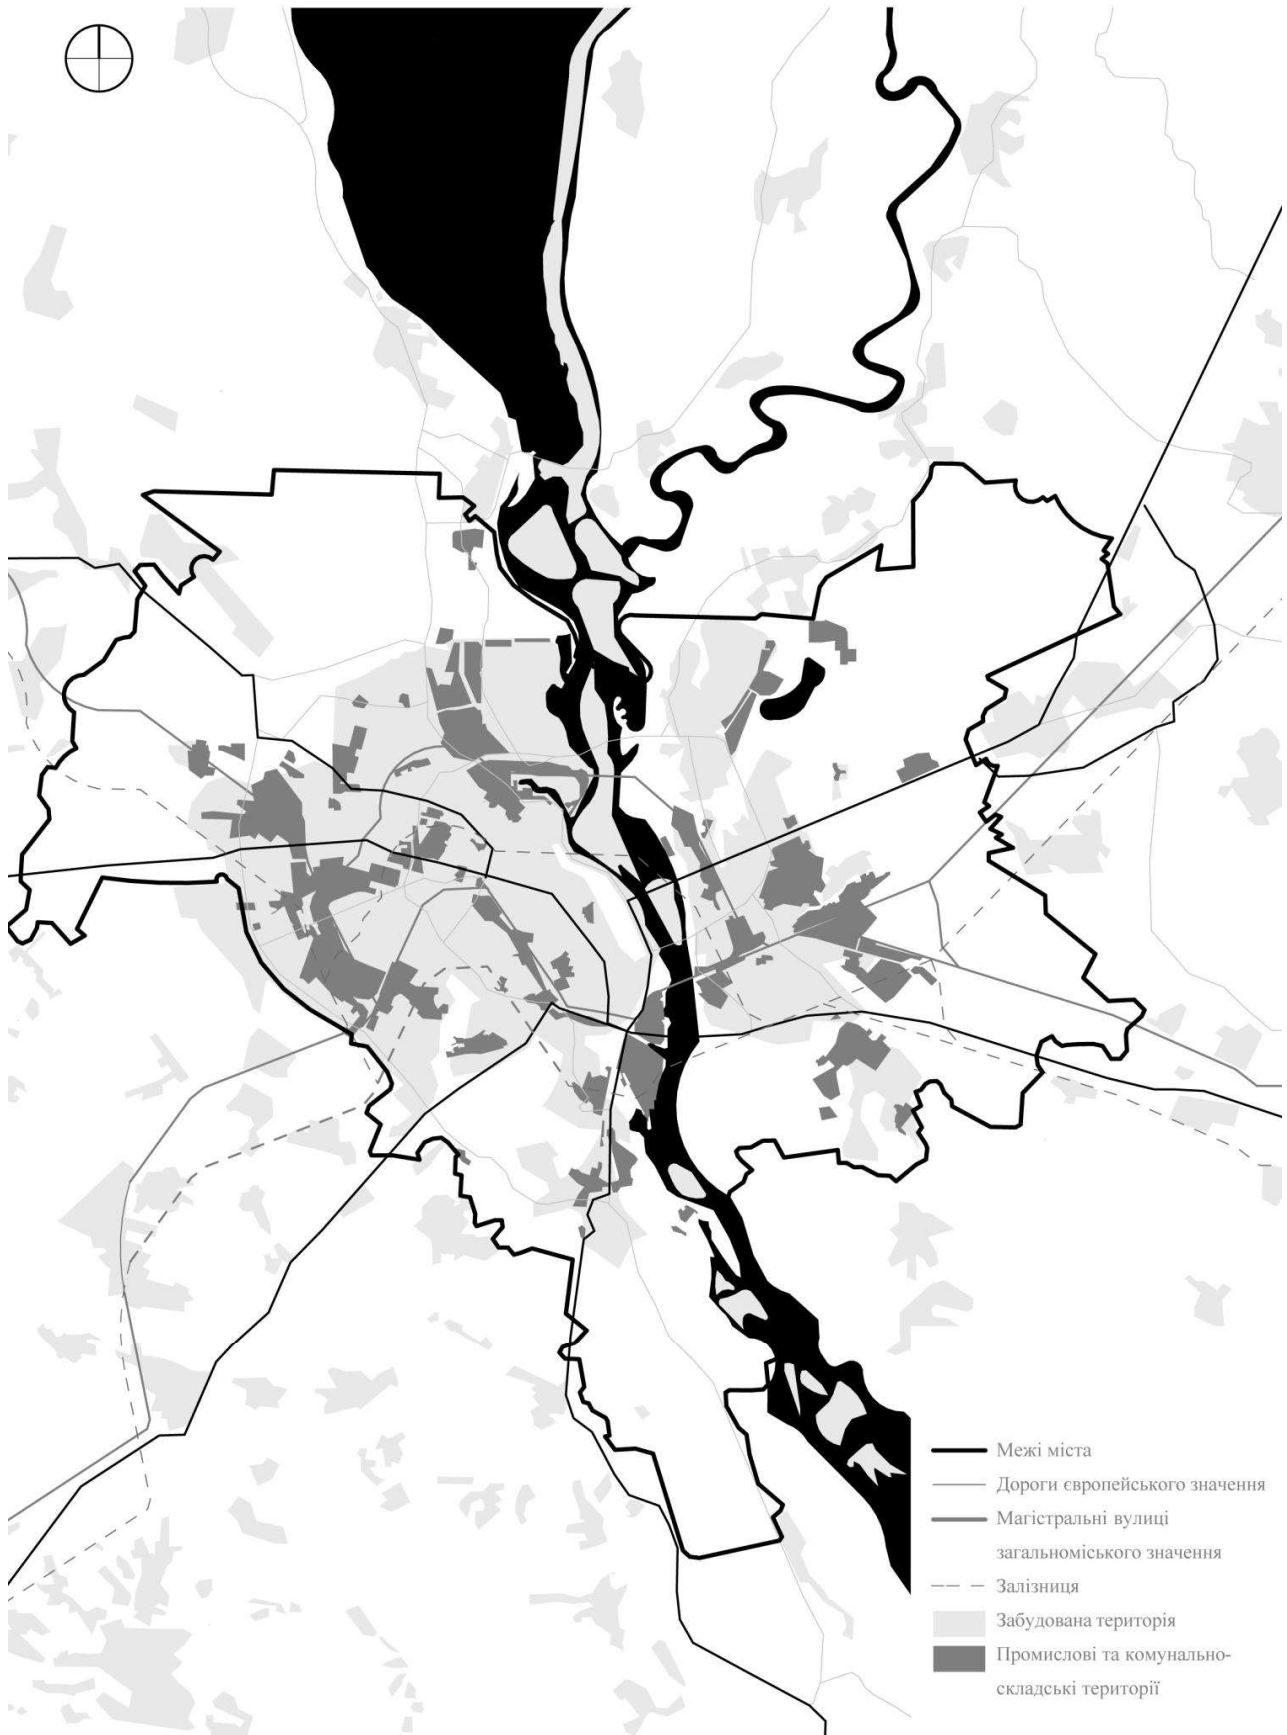 Межі міста
Дороги європейського значення
Магістральні вулиці
загальноміського значення
Залізниця
Забудована територія
Промислові та комунально-
складські території